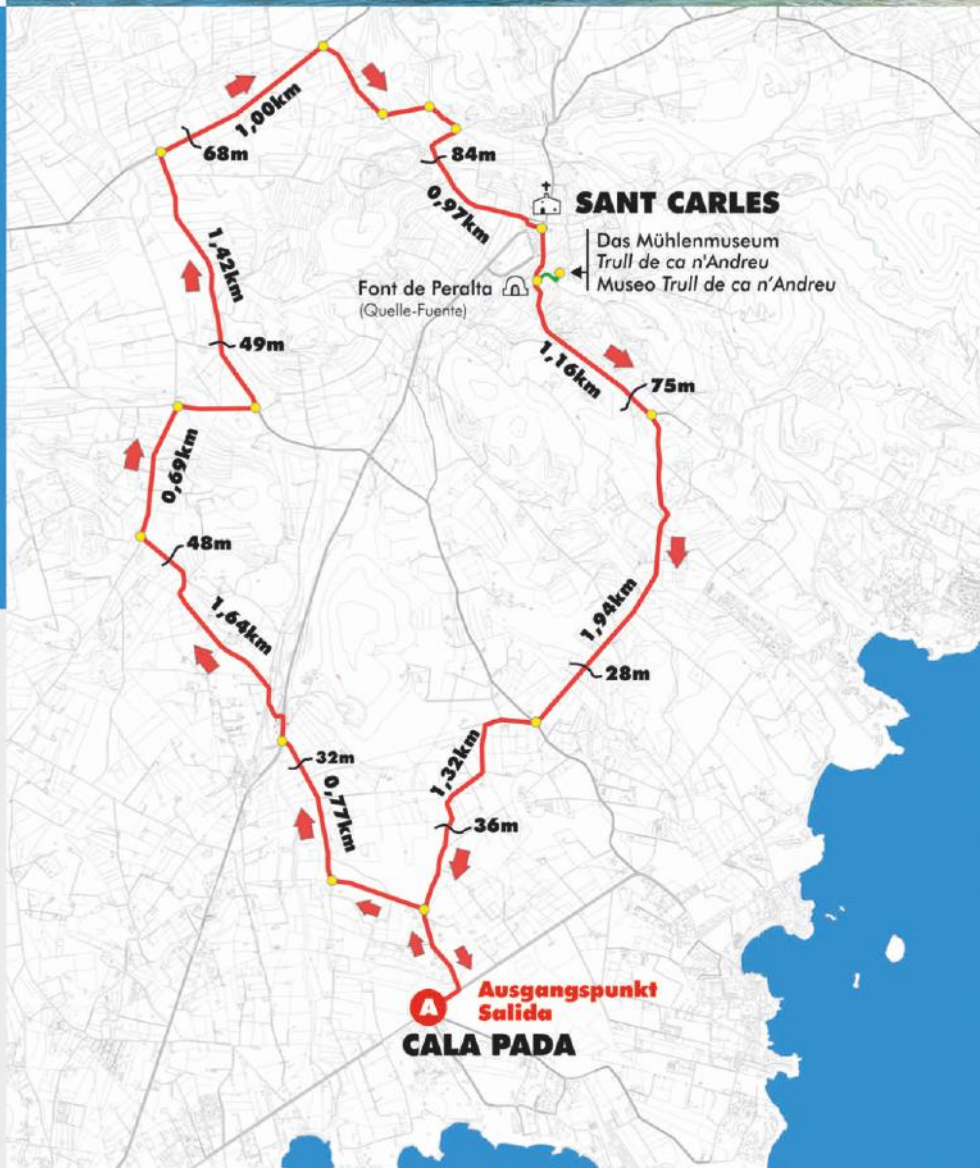 1,00km
68m
84m
0,97km
SANT CARLES
1,42km
Das Mühlenmuseum
Trull de ca n'Andreu
Museo Trull de ca n'Andreu
Font de Peralta
(Quelle-Fuente)
49m
1,16km
75m
0,69km
48m
1,64km
1,94km
28m
32m
1,32km
0,77km
36m
A
Ausgangspunkt
Salida
CALA PADA